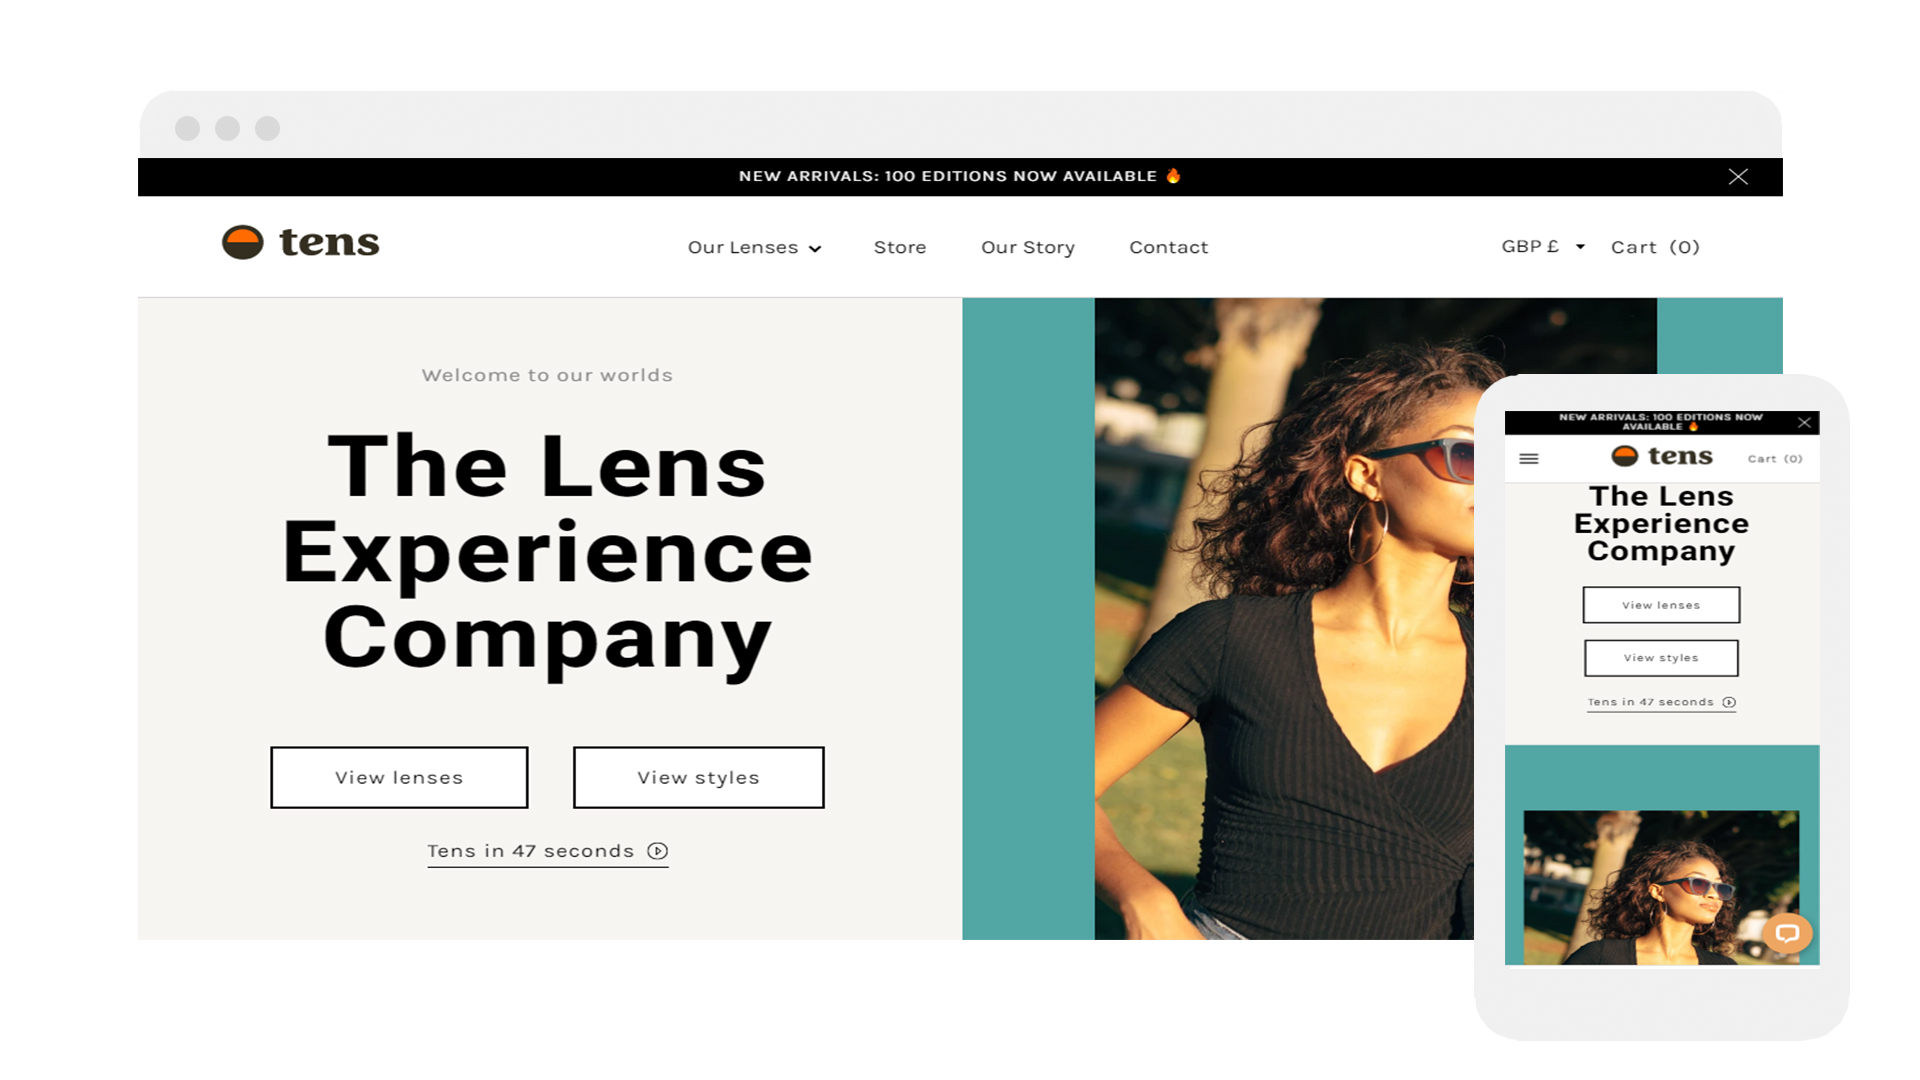 NEW ARRIVALS: 100 EDITIONS NOW AVAILABLE 🔥
tens
Our Lenses
Store
Our Story
Contact
GBP £
Cart (0)
Welcome to our worlds
The Lens
Experience
Company
View lenses
View styles
Tens in 47 seconds
NEW ARRIVALS: 100 EDITIONS NOW
AVAILABLE 🔥
tens
Cart (0)
The Lens
Experience
Company
View lenses
View styles
Tens in 47 seconds